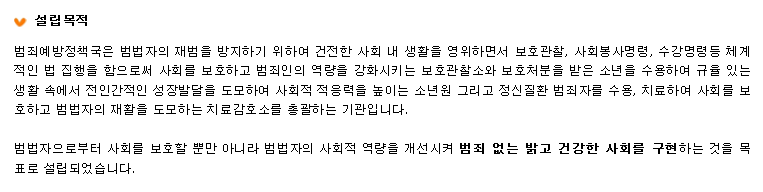 설립목적
범죄예방정책국은 범법자의 재범을 방지하기 위하여 건전한 사회 내 생활을 영위하면서 보호관찰, 사회봉사명령, 수강명령등 체계
적인 법 집행을 함으로써 사회를 보호하고 범죄인의 역량을 강화시키는 보호관찰소와 보호처분을 받은 소년을 수용하여 규율 있는
생활 속에서 전인간적인 성장발달을 도모하여 사회적 적응력을 높이는 소년원 그리고 정신질환 범죄자를 수용, 치료하여 사회를 보
호하고 범법자의 재활을 도모하는 치료감호소를 총괄하는 기관입니다.
범법자으로부터 사회를 보호할 뿐만 아니라 범법자의 사회적 역량을 개선시켜 범죄 없는 밝고 건강한 사회를 구현하는 것을 목
표로 설립되었습니다.